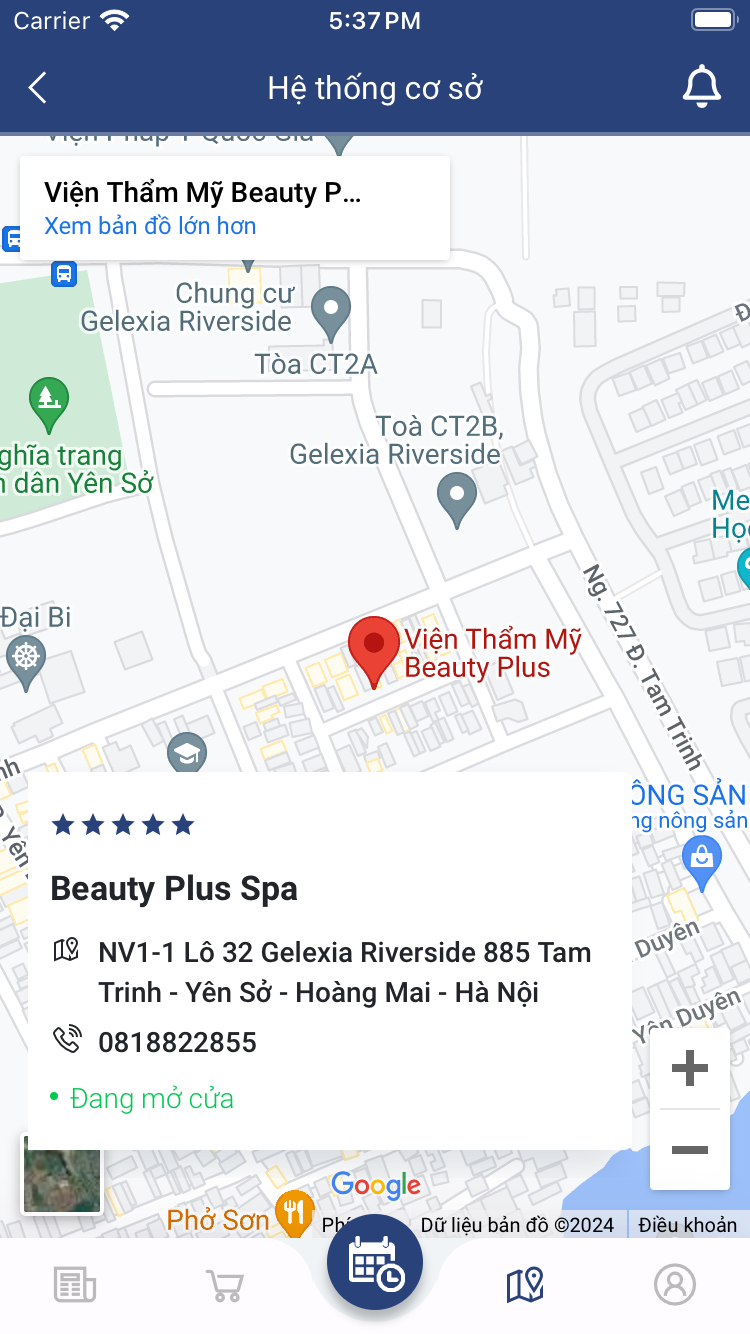 Carrier
5:37 PM
Hệ thống cơ sở
Viện Thẩm Mỹ Beauty P...
Xem bản đồ lớn hơn
Chung cư
Gelexia Riverside
Tòa CT2A
Toà CT2B,
Gelexia Riverside
ghĩa trang
dân Yên Sở
Đại Bi
Viện Thẩm Mỹ
Beauty Plus
Ng. 727 Đ. Tam Trinh
ÔNG SẢN
ng nông sản
Beauty Plus Spa
NV1-1 Lô 32 Gelexia Riverside 885 Tam
Trinh - Yên Sở - Hoàng Mai - Hà Nội
0818822855
Đang mở cửa
Duyên
Yên Duyên
Google
Phở Sơn
Dữ liệu bản đồ ©2024
Điều khoản